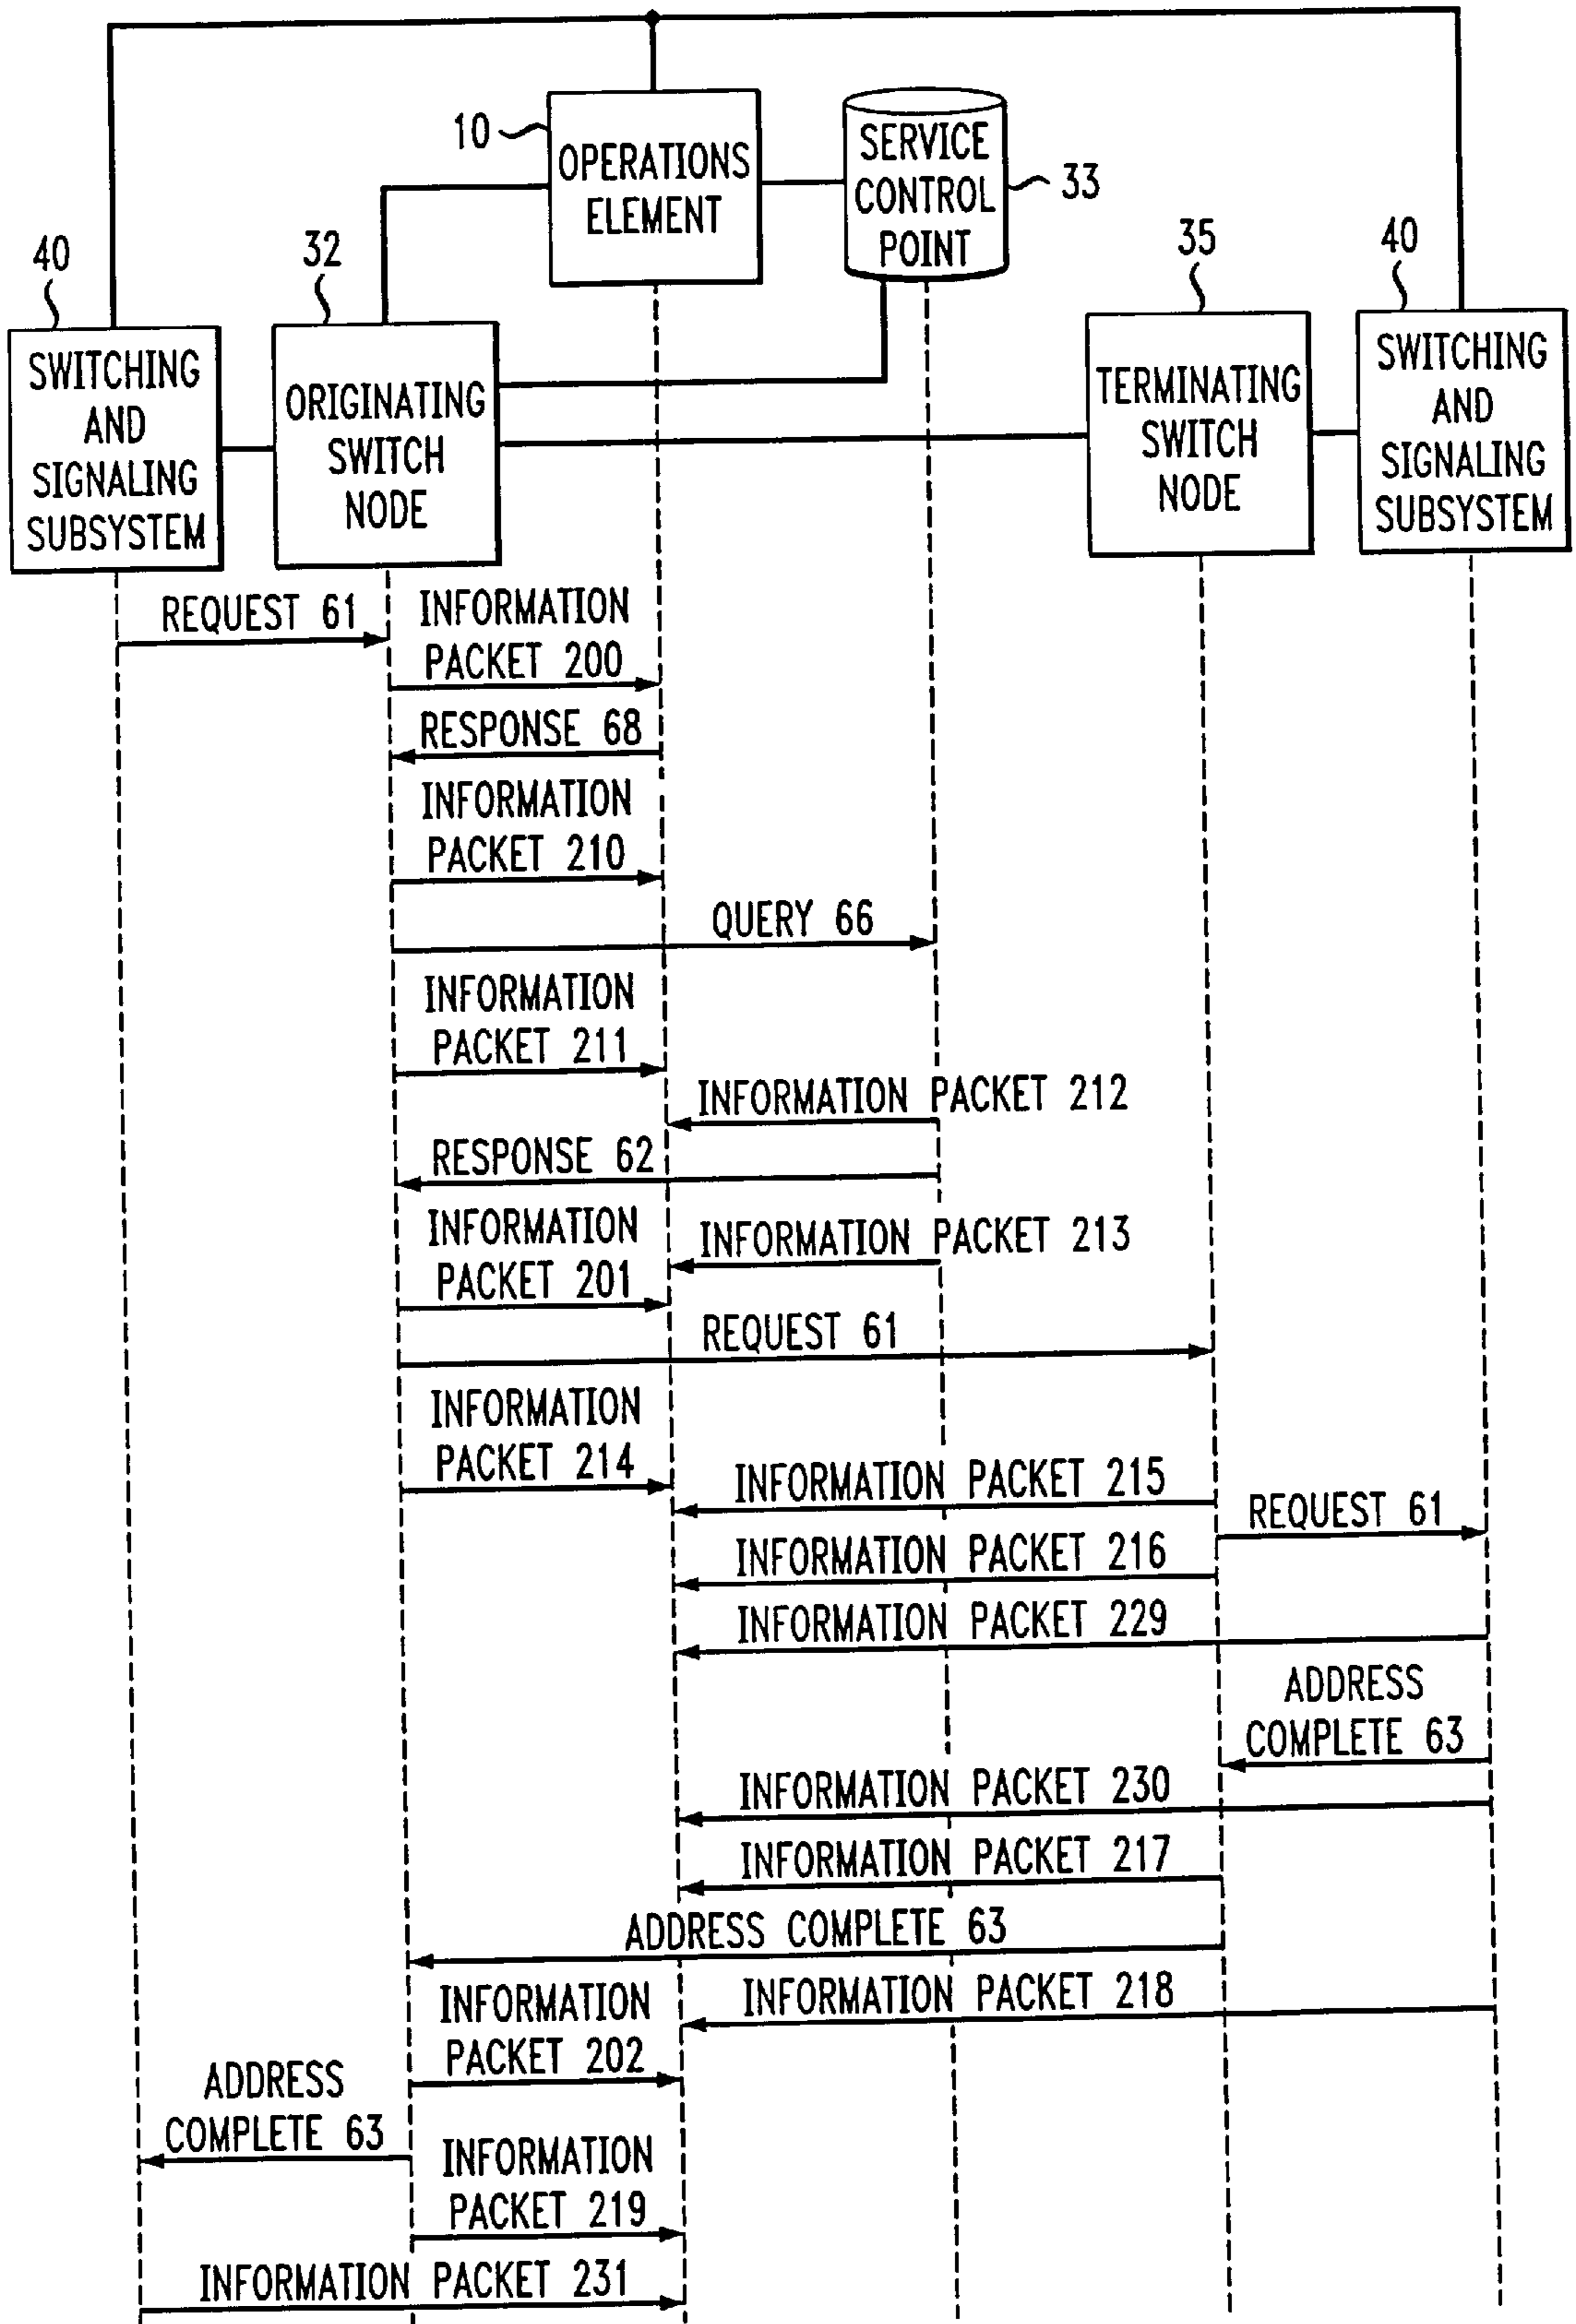 10
OPERATIONS
ELEMENT
SERVICE
CONTROL
POINT
33
40
32
35
40
SWITCHING
AND
SIGNALING
SUBSYSTEM
ORIGINATING
SWITCH
NODE
TERMINATING
SWITCH
NODE
SWITCHING
AND
SIGNALING
SUBSYSTEM
REQUEST 61
INFORMATION
PACKET 200
RESPONSE 68
INFORMATION
PACKET 210
QUERY 66
INFORMATION
PACKET 211
INFORMATION PACKET 212
RESPONSE 62
INFORMATION
PACKET 201
INFORMATION PACKET 213
REQUEST 61
INFORMATION
PACKET 214
INFORMATION PACKET 215
REQUEST 61
INFORMATION PACKET 216
INFORMATION PACKET 229
ADDRESS
COMPLETE 63
INFORMATION PACKET 230
INFORMATION PACKET 217
ADDRESS COMPLETE 63
INFORMATION
PACKET 202
INFORMATION PACKET 218
ADDRESS
COMPLETE 63
INFORMATION
PACKET 219
INFORMATION PACKET 231